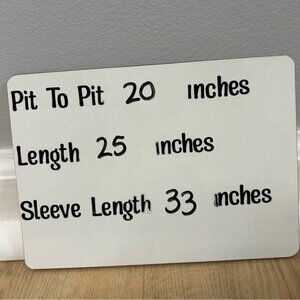 Pit To Pit 20 inches
Length 25 inches
Sleeve Length 33 inches